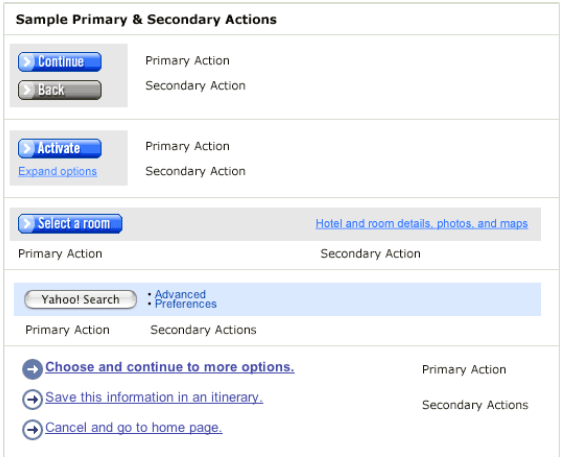 Sample Primary & Secondary Actions
Continue Primary Action
Back Secondary Action
Activate Primary Action
Expand options Secondary Action
Select a room Hotel and room details, photos, and maps
Primary Action Secondary Action
Yahoo! Search • Advanced
• Preferences
Primary Action Secondary Actions
Choose and continue to more options. Primary Action
Save this information in an itinerary. Secondary Actions
Cancel and go to home page.